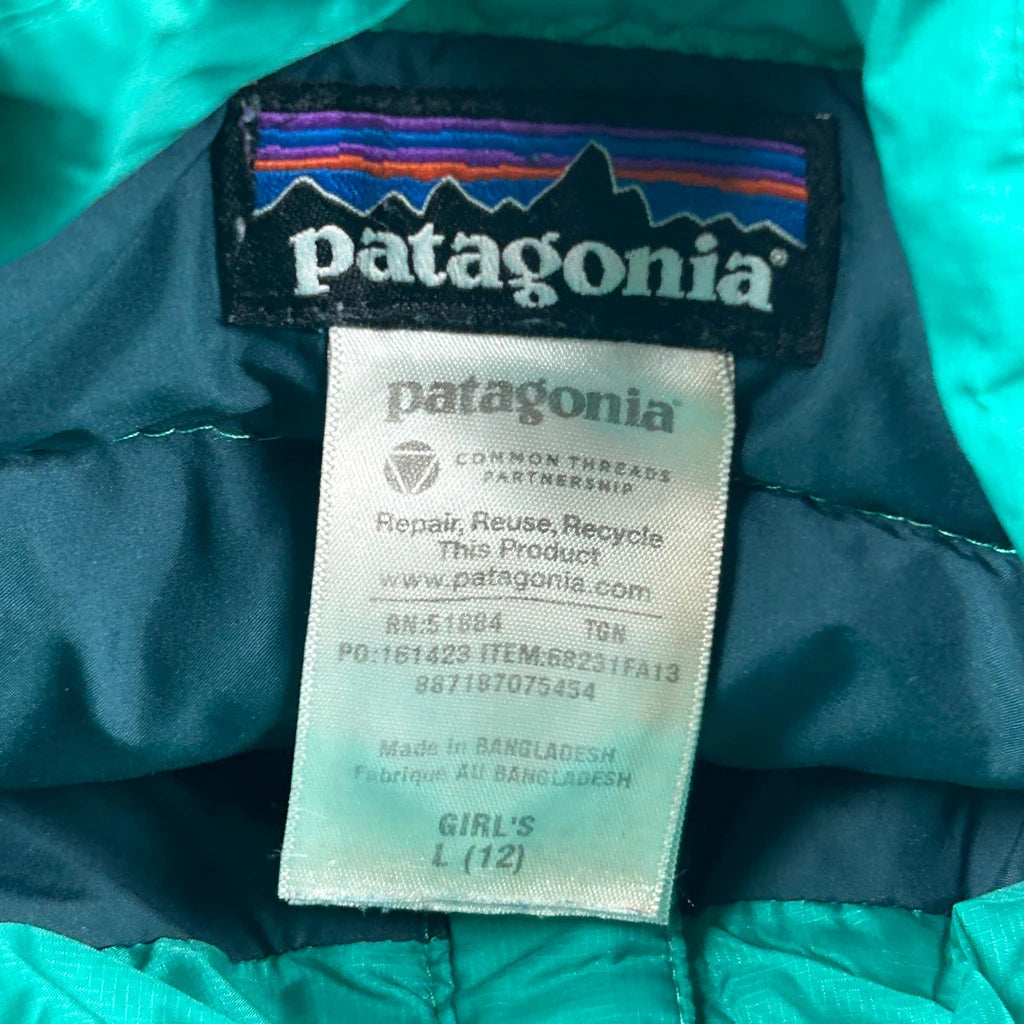 patagonia®
patagonia®
COMMON THREADS
PARTNERSHIP
Repair, Reuse, Recycle
This Product
www.patagonia.com
RN:51884 TGN
PO:161423 ITEM:68231FA13
887187075454
Made in BANGLADESH
Fabriqué AU BANGLADESH
GIRL'S
L (12)